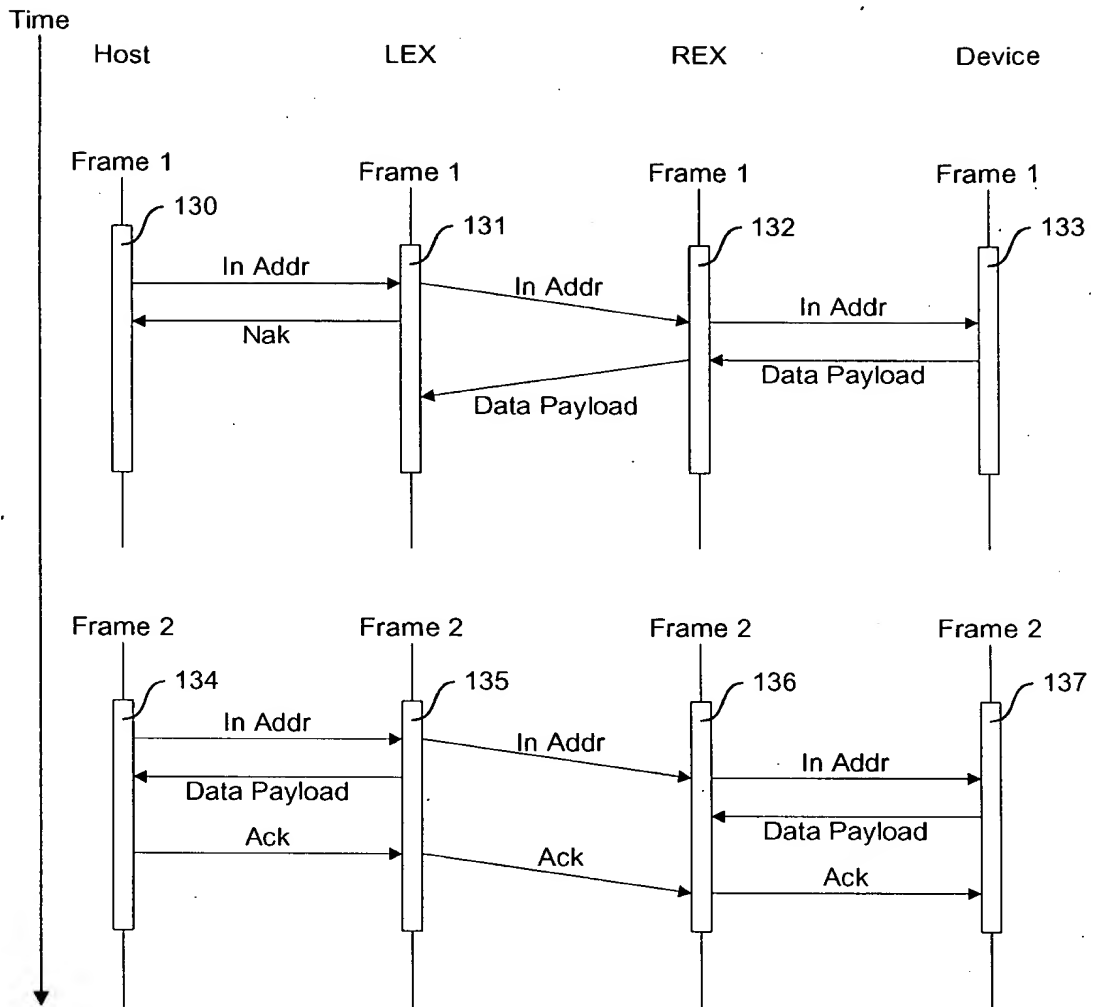 Time
Host LEX REX Device
Frame 1 Frame 1 Frame 1 Frame 1
130 131 132 133
In Addr In Addr In Addr
Nak Data Payload Data Payload
Frame 2 Frame 2 Frame 2 Frame 2
134 135 136 137
In Addr In Addr In Addr
Data Payload Data Payload
Ack Ack Ack